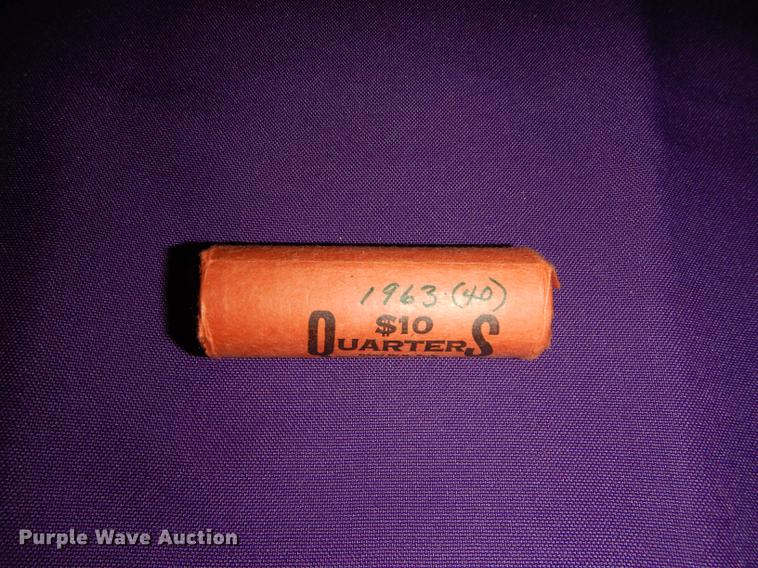 1963 (40)
$10
QUARTERS
Purple Wave Auction